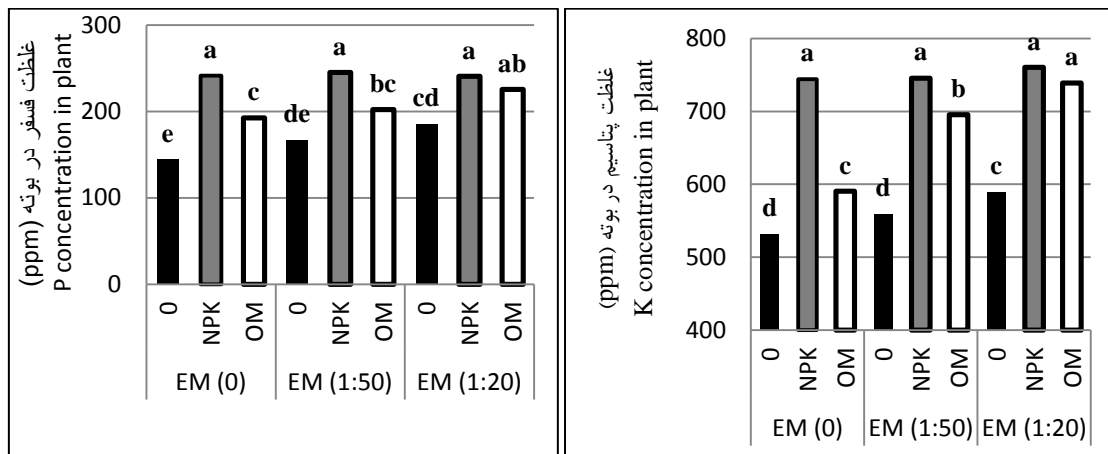 غلظت فسفر در بوته (ppm)
P concentration in plant
300
200
100
0
e
a
c
de
a
bc
cd
a
ab
0
NPK
OM
0
NPK
OM
0
NPK
OM
EM (0)
EM (1:50)
EM (1:20)
غلظت پتاسیم در بوته (ppm)
K concentration in plant
800
700
600
500
400
d
a
c
d
a
b
c
a
a
0
NPK
OM
0
NPK
OM
0
NPK
OM
EM (0)
EM (1:50)
EM (1:20)